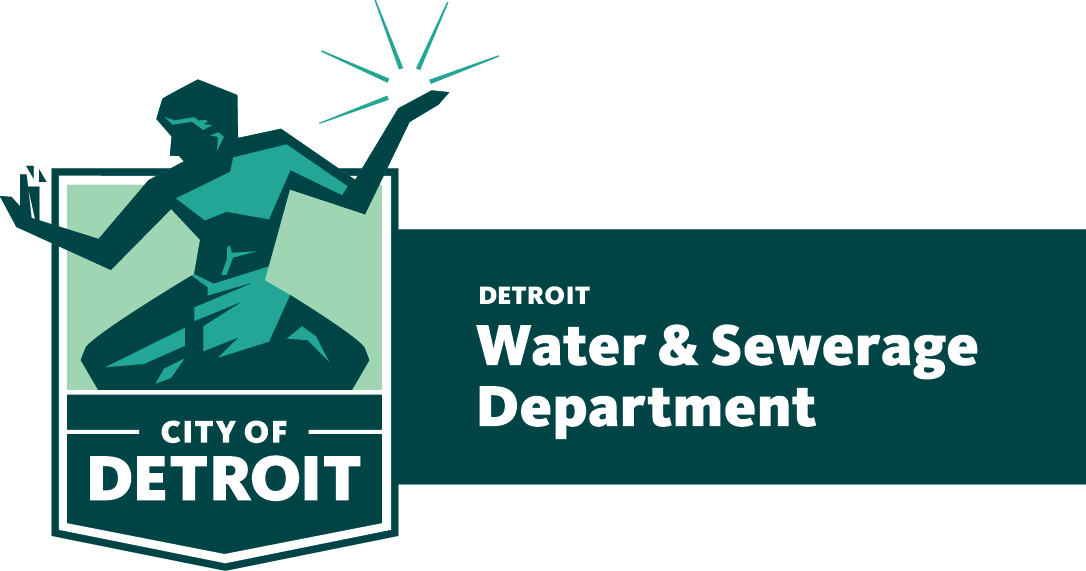 CITY OF
DETROIT
DETROIT
Water & Sewerage
Department